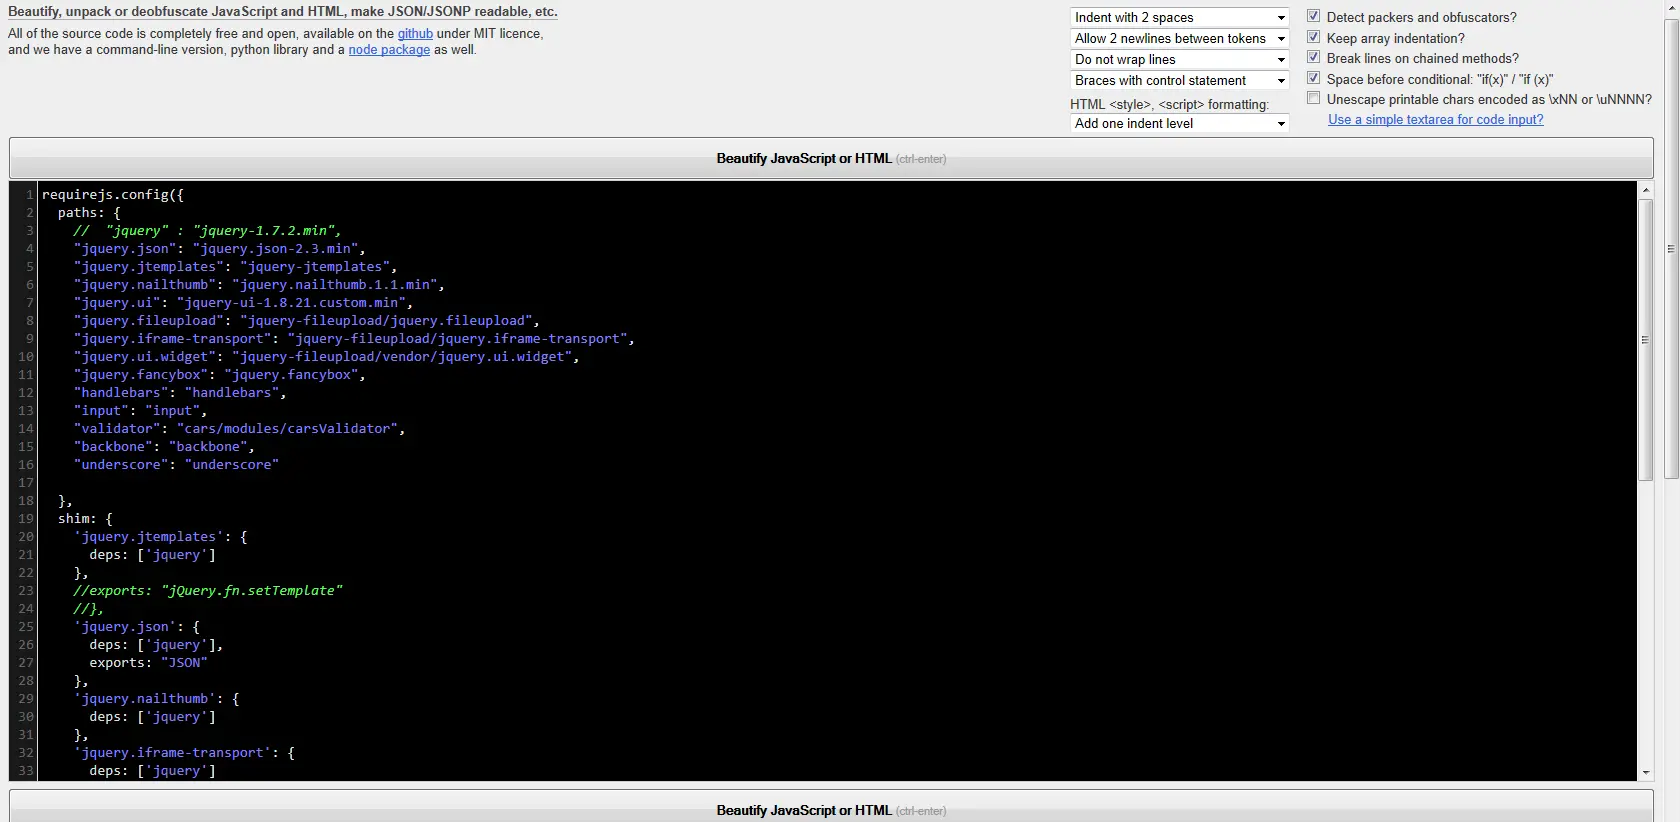 Beautify, unpack or deobfuscate JavaScript and HTML, make JSON/JSONP readable, etc.
All of the source code is completely free and open, available on the github under MIT licence,
and we have a command-line version, python library and a node package as well.
Indent with 2 spaces
Allow 2 newlines between tokens
Do not wrap lines
Braces with control statement
HTML <style>, <script> formatting:
Add one indent level
Detect packers and obfuscators?
Keep array indentation?
Break lines on chained methods?
Space before conditional: "if(x)" / "if (x)"
Unescape printable chars encoded as \xNN or \uNNNN?
Use a simple textarea for code input?
Beautify JavaScript or HTML (ctrl-enter)
1 requirejs.config({
2   paths: {
3     //  "jquery" : "jquery-1.7.2.min",
4     "jquery.json": "jquery.json-2.3.min",
5     "jquery.jtemplates": "jquery-jtemplates",
6     "jquery.nailthumb": "jquery.nailthumb.1.1.min",
7     "jquery.ui": "jquery-ui-1.8.21.custom.min",
8     "jquery.fileupload": "jquery-fileupload/jquery.fileupload",
9     "jquery.iframe-transport": "jquery-fileupload/jquery.iframe-transport",
10     "jquery.ui.widget": "jquery-fileupload/vendor/jquery.ui.widget",
11     "jquery.fancybox": "jquery.fancybox",
12     "handlebars": "handlebars",
13     "input": "input",
14     "validator": "cars/modules/carsValidator",
15     "backbone": "backbone",
16     "underscore": "underscore"
17
18   },
19   shim: {
20     'jquery.jtemplates': {
21       deps: ['jquery']
22     },
23     //exports: "jQuery.fn.setTemplate"
24     //},
25     'jquery.json': {
26       deps: ['jquery'],
27       exports: "JSON"
28     },
29     'jquery.nailthumb': {
30       deps: ['jquery']
31     },
32     'jquery.iframe-transport': {
33       deps: ['jquery']
Beautify JavaScript or HTML (ctrl-enter)